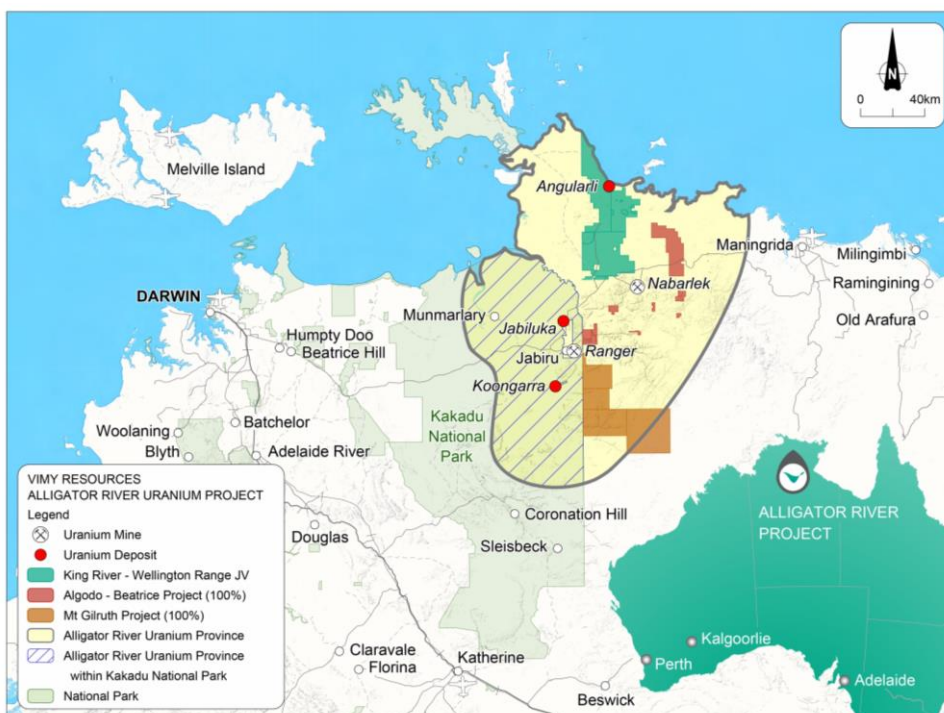 N
0 40km
Melville Island
Angularli
Maningrida
Milingimbi
Nabarlek
Ramingining
DARWIN
Munmarlary
Jabiluka
Old Arafura
Humpty Doo
Beatrice Hill
Jabiru
Ranger
Koongarra
Kakadu
National
Park
Batchelor
Woolaning
Blyth
Adelaide River
VIMY RESOURCES
ALLIGATOR RIVER URANIUM PROJECT
Legend
Uranium Mine
Uranium Deposit
King River - Wellington Range JV
Algodo - Beatrice Project (100%)
Mt Gilruth Project (100%)
Alligator River Uranium Province
Alligator River Uranium Province
within Kakadu National Park
National Park
Coronation Hill
Douglas
Sleisbeck
Claravale
Florina
Katherine
Beswick
ALLIGATOR RIVER
PROJECT
Kalgoorlie
Perth
Adelaide